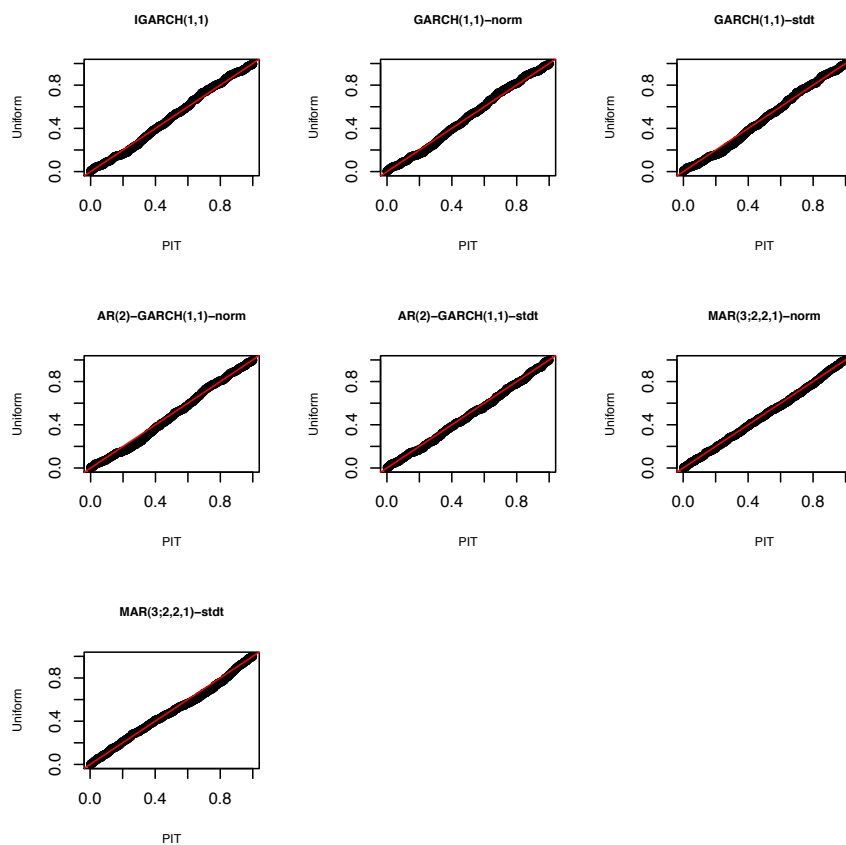 IGARCH(1,1)
Uniform
0.0 0.4 0.8
0.0 0.4 0.8
PIT
GARCH(1,1)−norm
Uniform
0.0 0.4 0.8
0.0 0.4 0.8
PIT
GARCH(1,1)−stdt
Uniform
0.0 0.4 0.8
0.0 0.4 0.8
PIT
AR(2)−GARCH(1,1)−norm
Uniform
0.0 0.4 0.8
0.0 0.4 0.8
PIT
AR(2)−GARCH(1,1)−stdt
Uniform
0.0 0.4 0.8
0.0 0.4 0.8
PIT
MAR(3;2,2,1)−norm
Uniform
0.0 0.4 0.8
0.0 0.4 0.8
PIT
MAR(3;2,2,1)−stdt
Uniform
0.0 0.4 0.8
0.0 0.4 0.8
PIT